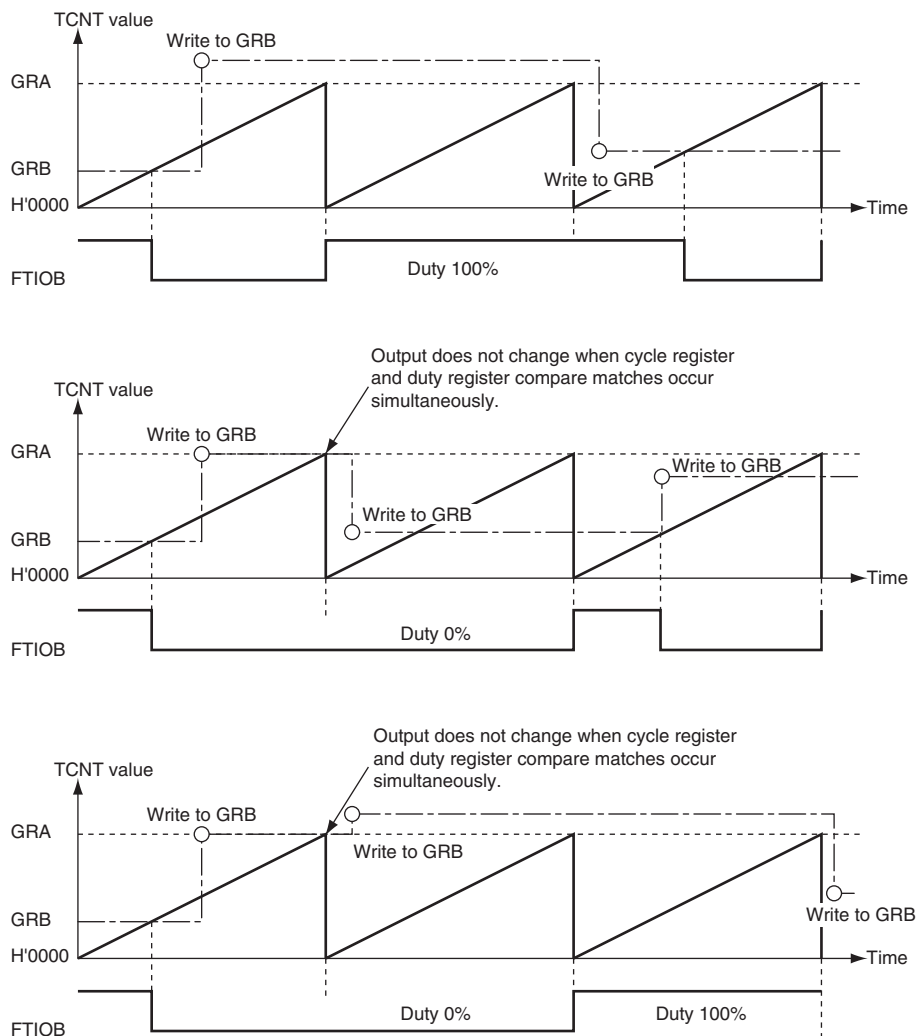 TCNT value
Write to GRB
GRA
GRB
Write to GRB
H'0000
Time
Duty 100%
FTIOB
Output does not change when cycle register
and duty register compare matches occur
simultaneously.
TCNT value
Write to GRB
GRA
Write to GRB
Write to GRB
GRB
H'0000
Time
Duty 0%
FTIOB
Output does not change when cycle register
and duty register compare matches occur
simultaneously.
TCNT value
Write to GRB
GRA
Write to GRB
GRB
Write to GRB
H'0000
Time
Duty 0%
Duty 100%
FTIOB